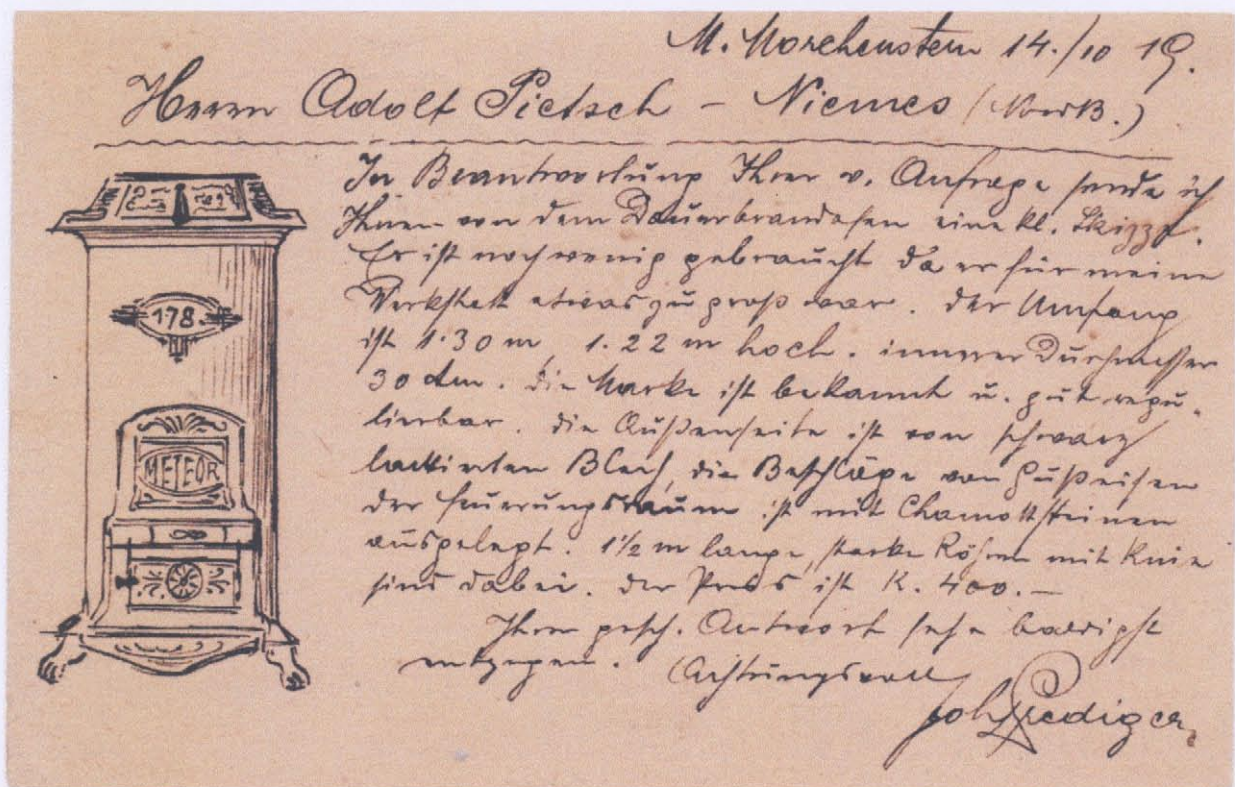 M. Morchenstern 14./10 19.
Herrn Adolf Pietsch – Niemes (NordB.)
In Beantwortung Ihrer w. Anfrage sende ich
Ihnen von dem Dauerbrandofen eine kl. Skizze.
Er ist noch wenig gebraucht da er für meine
Werkstatt etwas zu groß war. Der Umfang
ist 1·30 m, 1.22 m hoch. innerer Durchmesser
30 dm. Die Marke ist bekannt u. gut regu-
lierbar. Die Außenseite ist von schwarz
lackierten Blech, die Beschläge von Gußeisen
der Feuerungsraum ist mit Chamottsteinen
ausgelegt. 1½ m lange, starke Röhren mit Knie
sind dabei. Der Preis ist K. 400.—
Ihrer gesch. Antwort sehe baldigst
entgegen. Achtungsvoll
Joh Prediger
178
METEOR